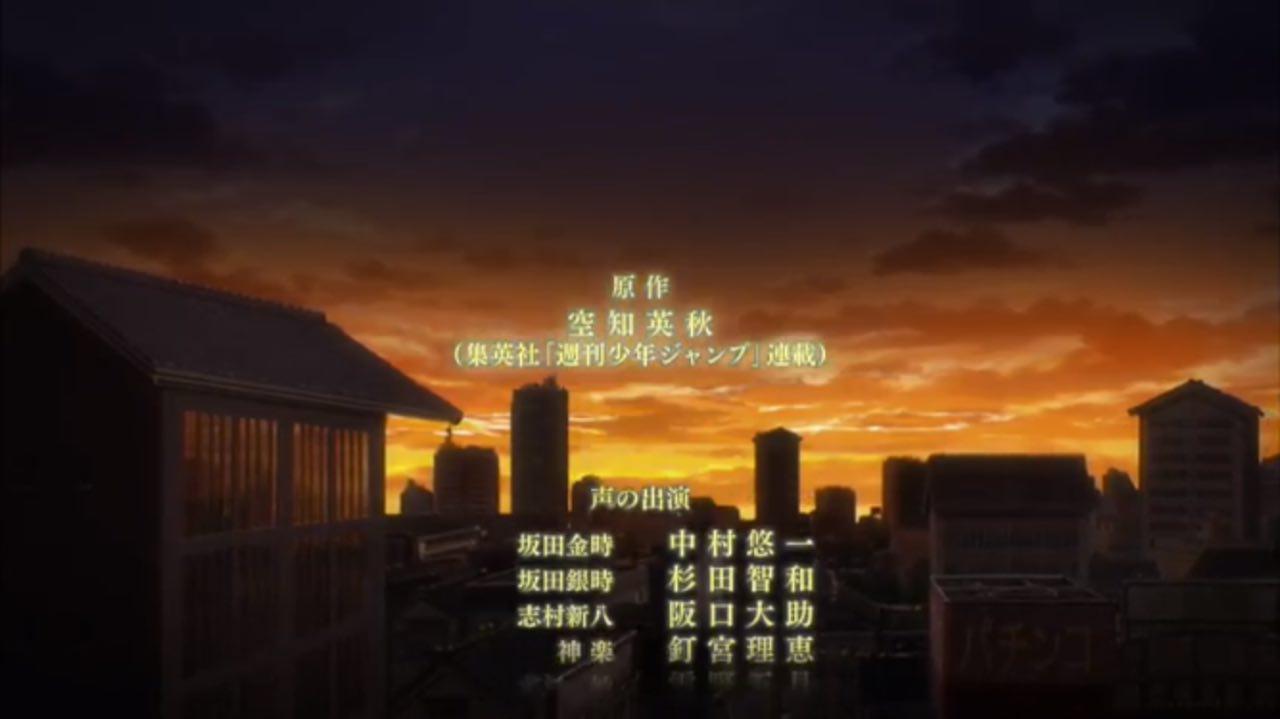 原作
空知英秋
(集英社「週刊少年ジャンプ」連載)
声の出演
坂田金時 中村悠一
坂田銀時 杉田智和
志村新八 阪口大助
神楽 釘宮理恵
パチンコ